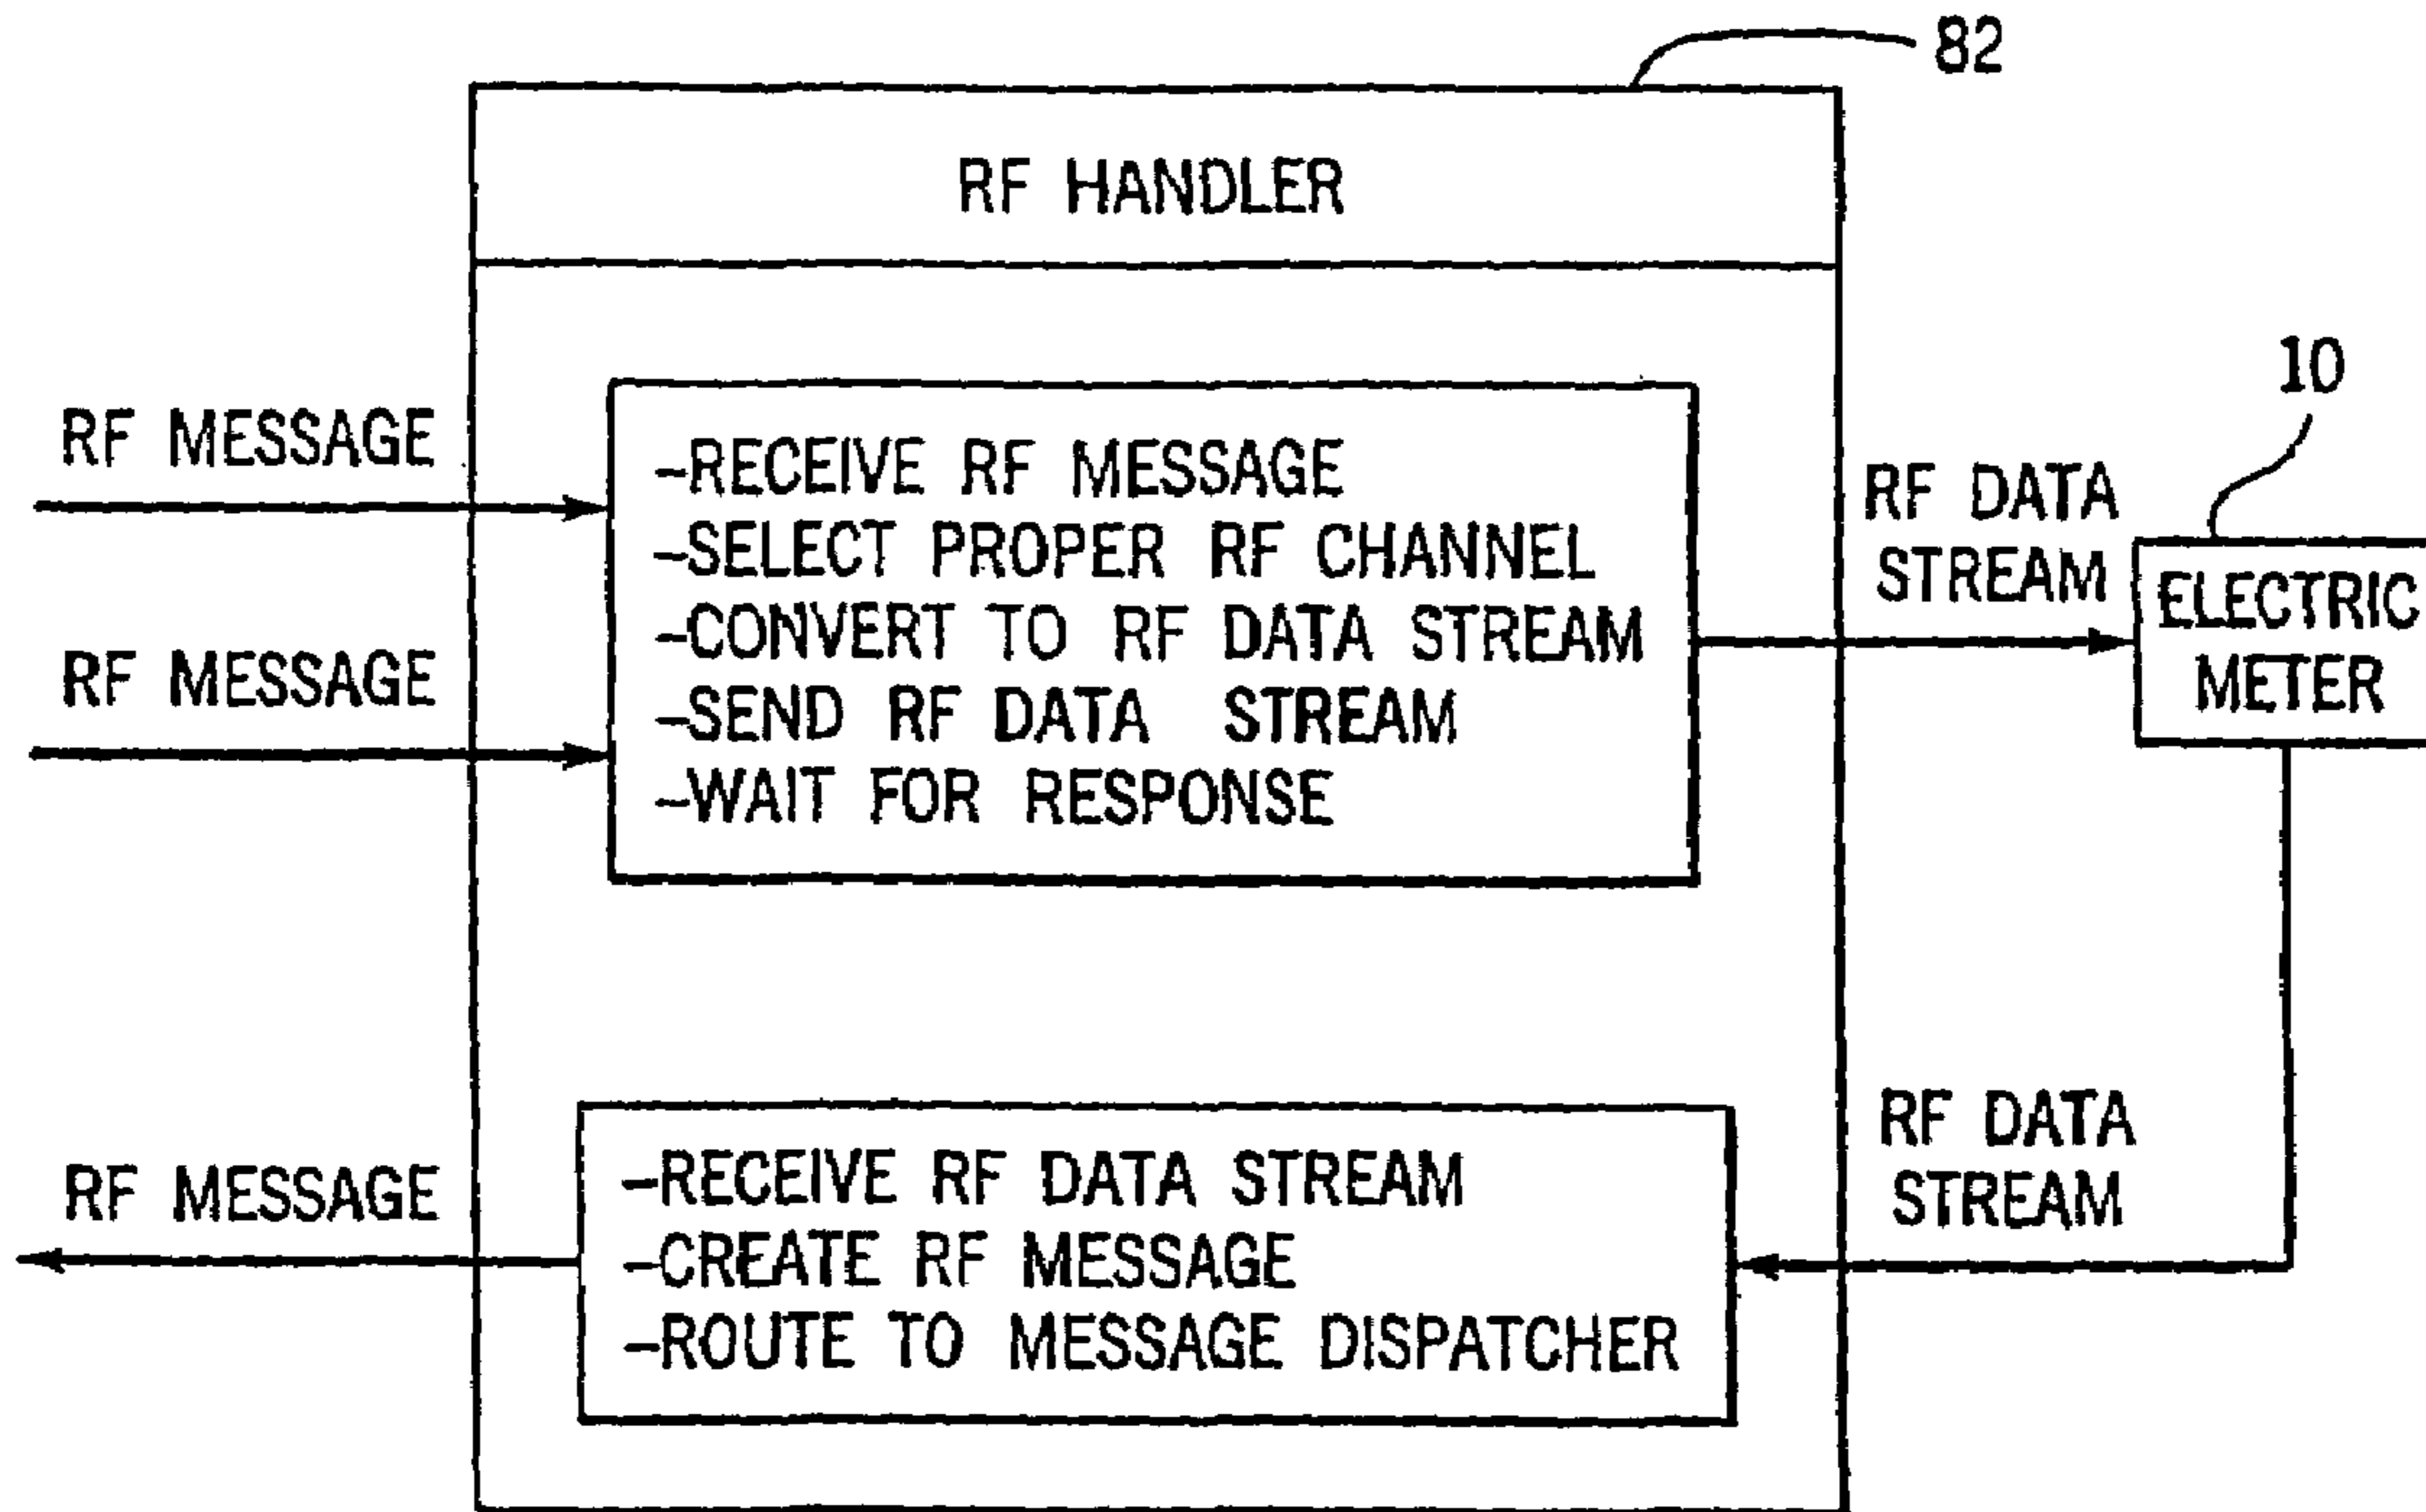 82
RF HANDLER
10
RF MESSAGE
-RECEIVE RF MESSAGE
-SELECT PROPER RF CHANNEL
-CONVERT TO RF DATA STREAM
-SEND RF DATA STREAM
-WAIT FOR RESPONSE
RF MESSAGE
RF DATA
STREAM
ELECTRIC
METER
RF MESSAGE
-RECEIVE RF DATA STREAM
-CREATE RF MESSAGE
-ROUTE TO MESSAGE DISPATCHER
RF DATA
STREAM